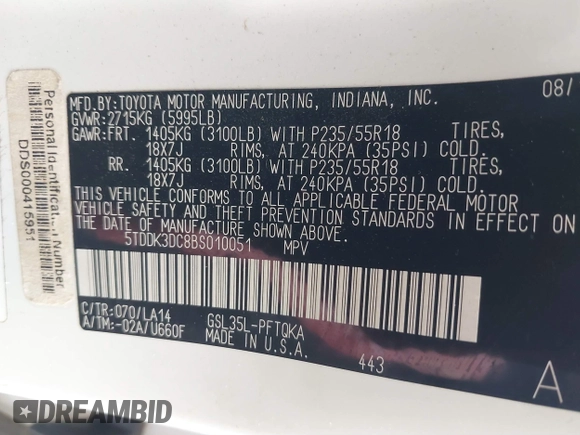 MFD.BY:TOYOTA MOTOR MANUFACTURING, INDIANA, INC. 08/
GVWR:2715KG (5995LB)
GAWR:FRT. 1405KG (3100LB) WITH P235/55R18 TIRES,
18X7J RIMS, AT 240KPA (35PSI) COLD.
RR. 1405KG (3100LB) WITH P235/55R18 TIRES,
18X7J RIMS, AT 240KPA (35PSI) COLD.
THIS VEHICLE CONFORMS TO ALL APPLICABLE FEDERAL MOTOR
VEHICLE SAFETY AND THEFT PREVENTION STANDARDS IN EFFECT ON
THE DATE OF MANUFACTURE SHOWN ABOVE.
5TDDK3DC8BS010051 MPV
C/TR:070/LA14 GSL35L-PFTQKA
A/TM:-02A/U660F MADE IN U.S.A.
443
A
Personal Identificat... Number
DDS000415951
DREAMBID